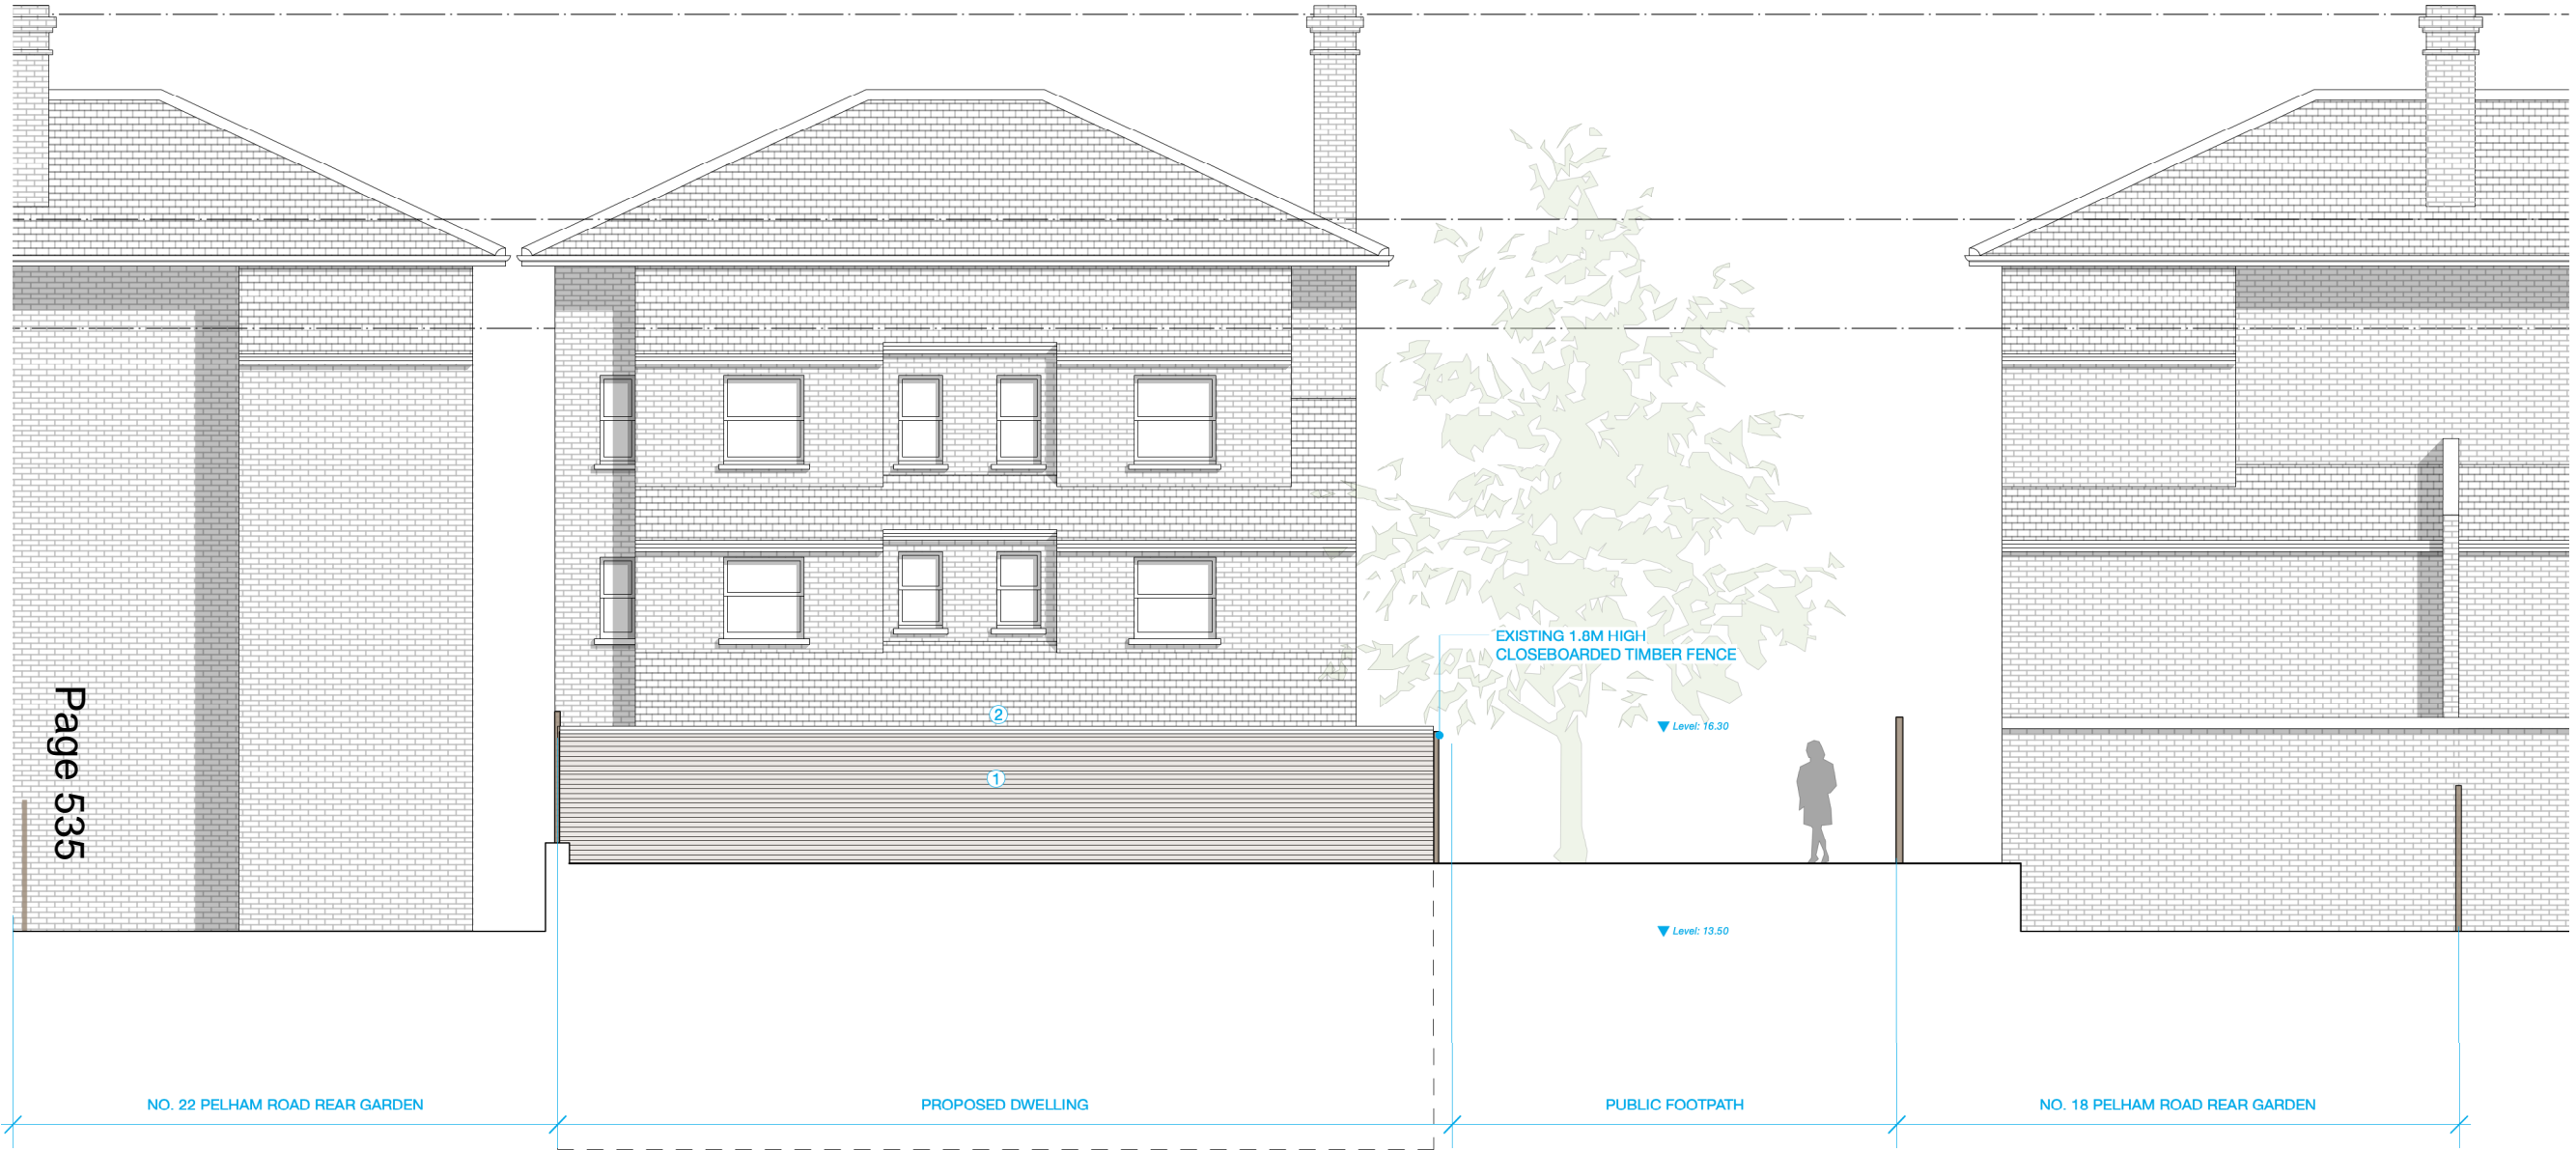 EXISTING 1.8M HIGH
CLOSEBOARDED TIMBER FENCE
Page 535
2
Level: 16.30
1
Level: 13.50
NO. 22 PELHAM ROAD REAR GARDEN
PROPOSED DWELLING
PUBLIC FOOTPATH
NO. 18 PELHAM ROAD REAR GARDEN